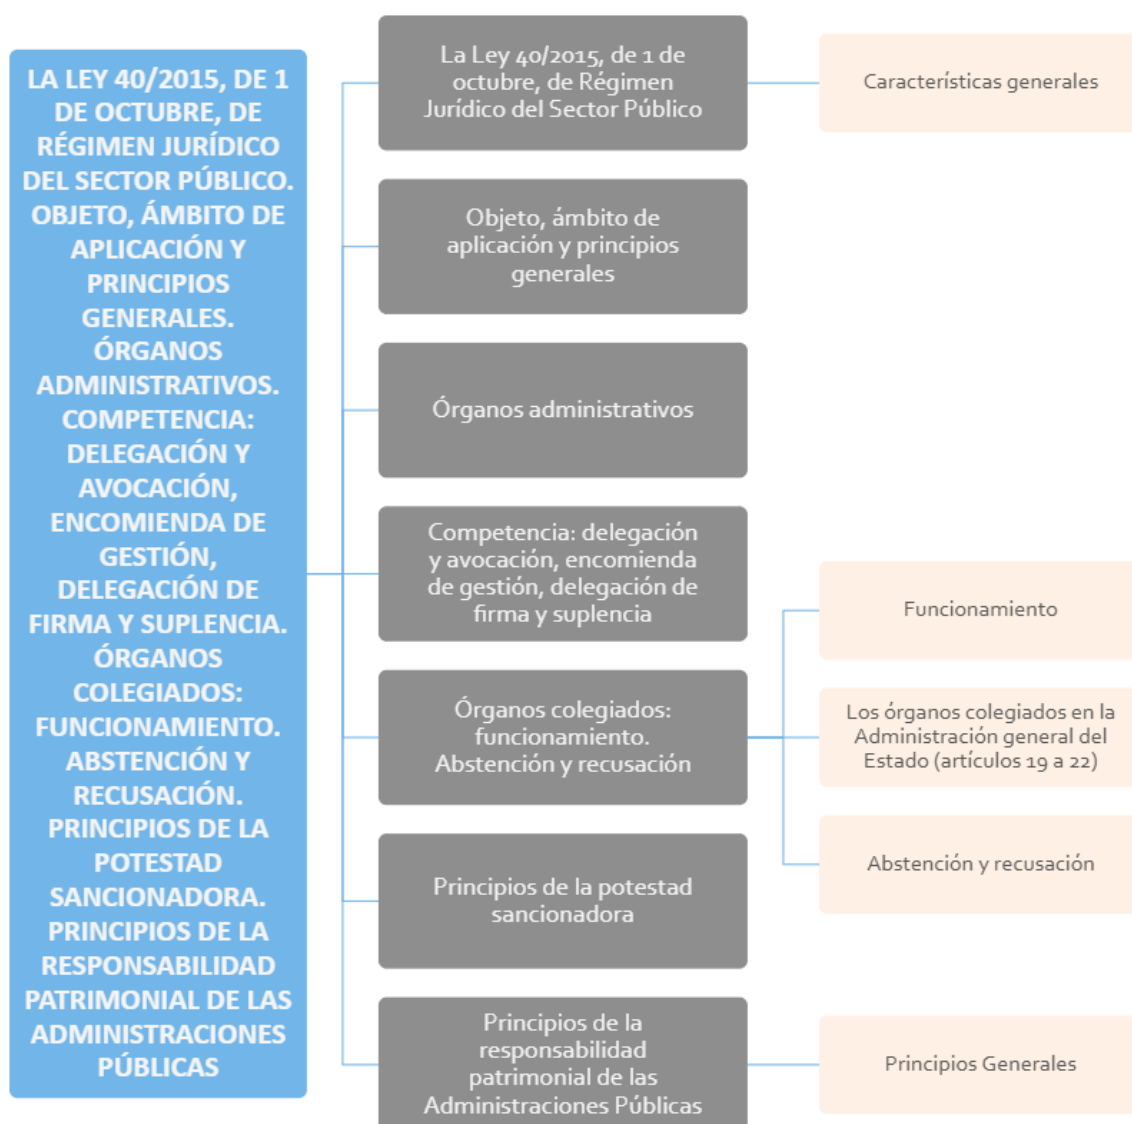 LA LEY 40/2015, DE 1
DE OCTUBRE, DE
RÉGIMEN JURÍDICO
DEL SECTOR PÚBLICO.
OBJETO, ÁMBITO DE
APLICACIÓN Y
PRINCIPIOS
GENERALES.
ÓRGANOS
ADMINISTRATIVOS.
COMPETENCIA:
DELEGACIÓN Y
AVOCACIÓN,
ENCOMIENDA DE
GESTIÓN,
DELEGACIÓN DE
FIRMA Y SUPLENCIA.
ÓRGANOS
COLEGIADOS:
FUNCIONAMIENTO.
ABSTENCIÓN Y
RECUSACIÓN.
PRINCIPIOS DE LA
POTESTAD
SANCIONADORA.
PRINCIPIOS DE LA
RESPONSABILIDAD
PATRIMONIAL DE LAS
ADMINISTRACIONES
PÚBLICAS
La Ley 40/2015, de 1 de
octubre, de Régimen
Jurídico del Sector Público
Carácterísticas generales
Objeto, ámbito de
aplicación y principios
generales
Órganos administrativos
Competencia: delegación
y avocación, encomienda
de gestión, delegación de
firma y suplencia
Órganos colegiados:
funcionamiento.
Abstención y recusación
Funcionamiento
Los órganos colegiados en la
Administración general del
Estado (artículos 19 a 22)
Abstención y recusación
Principios de la potestad
sancionadora
Principios de la
responsabilidad
patrimonial de las
Administraciones Públicas
Principios Generales